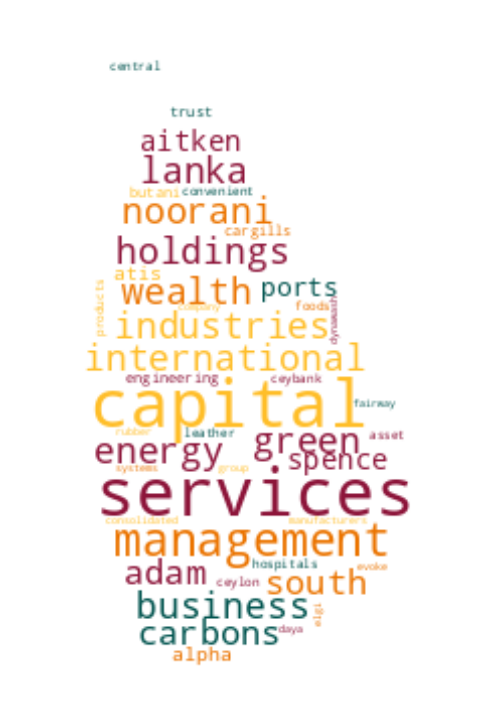 central
trust
aitken
lanka
butani convenient
noorani
cargills
holdings
atis
wealth ports
products
company foods
industries dynawash
international
engineering ceybank
capital fairway
rubber leather green asset
energy spence
systems group
services
consolidated manufacturers
management
hospitals evoke
adam ceylon south
business elgi
carbons daya
alpha